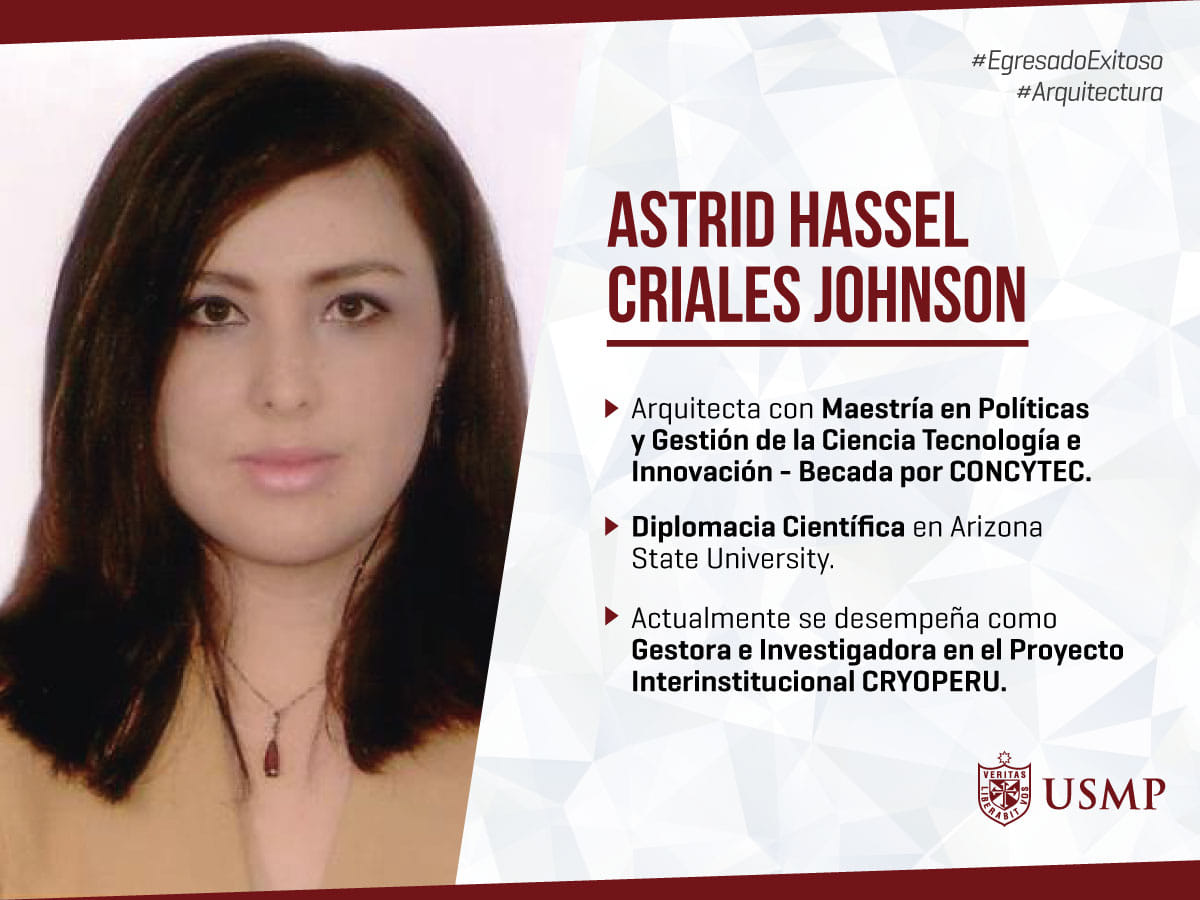 #EgresadoExitoso
#Arquitectura
ASTRID HASSEL
CRIALES JOHNSON
Arquitecta con Maestría en Políticas
y Gestión de la Ciencia Tecnología e
Innovación - Becada por CONCYTEC.
Diplomacia Científica en Arizona
State University.
Actualmente se desempeña como
Gestora e Investigadora en el Proyecto
Interinstitucional CRYOPERU.
VERITAS
LIBERABIT VOS
USMP